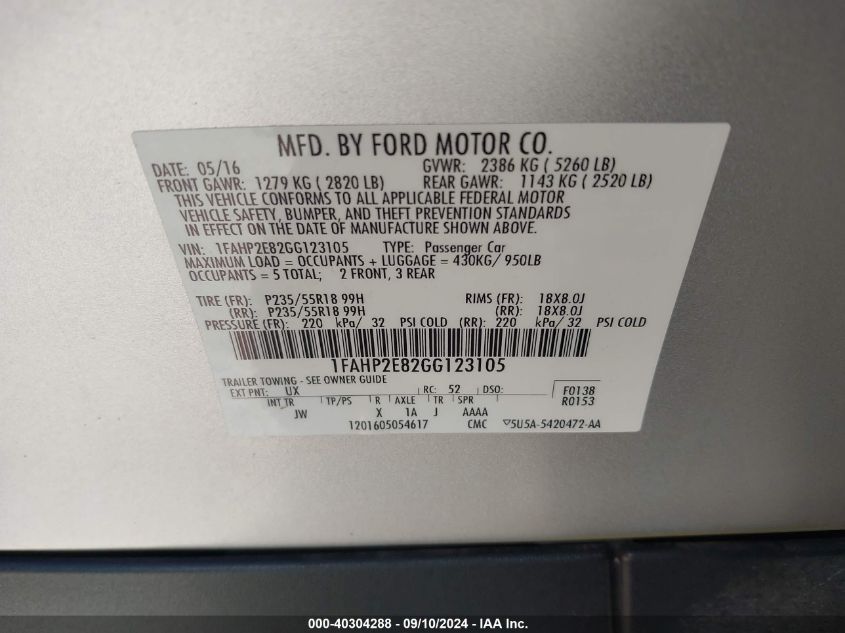 MFD. BY FORD MOTOR CO.
DATE: 05/16 GVWR: 2386 KG ( 5260 LB)
FRONT GAWR: 1279 KG ( 2820 LB) REAR GAWR: 1143 KG ( 2520 LB)
THIS VEHICLE CONFORMS TO ALL APPLICABLE FEDERAL MOTOR
VEHICLE SAFETY, BUMPER, AND THEFT PREVENTION STANDARDS
IN EFFECT ON THE DATE OF MANUFACTURE SHOWN ABOVE.
VIN: 1FAHP2E82GG123105 TYPE: Passenger Car
MAXIMUM LOAD = OCCUPANTS + LUGGAGE = 430KG/ 950LB
OCCUPANTS = 5 TOTAL; 2 FRONT, 3 REAR
TIRE (FR): P235/55R18 99H RIMS (FR): 18X8.0J
(RR): P235/55R18 99H (RR): 18X8.0J
PRESSURE (FR): 220 kPa/ 32 PSI COLD (RR): 220 kPa/ 32 PSI COLD
1FAHP2E82GG123105
TRAILER TOWING - SEE OWNER GUIDE
EXT PNT: UX RC: 52 DSO: F0138
INT TR TP/PS R AXLE TR SPR R0153
JW X 1A J AAAA
1201605054617 CMC 5U5A-5420472-AA
000-40304288 - 09/10/2024 - IAA Inc.